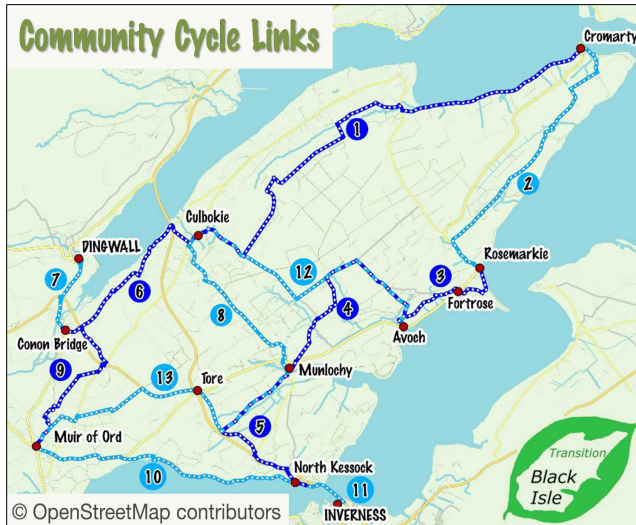 Community Cycle Links
Cromarty
1
2
Culbokie
DINGWALL
Rosemarkie
12
3
7
6
Fortrose
4
8
Avoch
Conon Bridge
Munlochy
9
13
Tore
5
Muir of Ord
Transition
Black
Isle
10
North Kessock
11
INVERNESS
© OpenStreetMap contributors